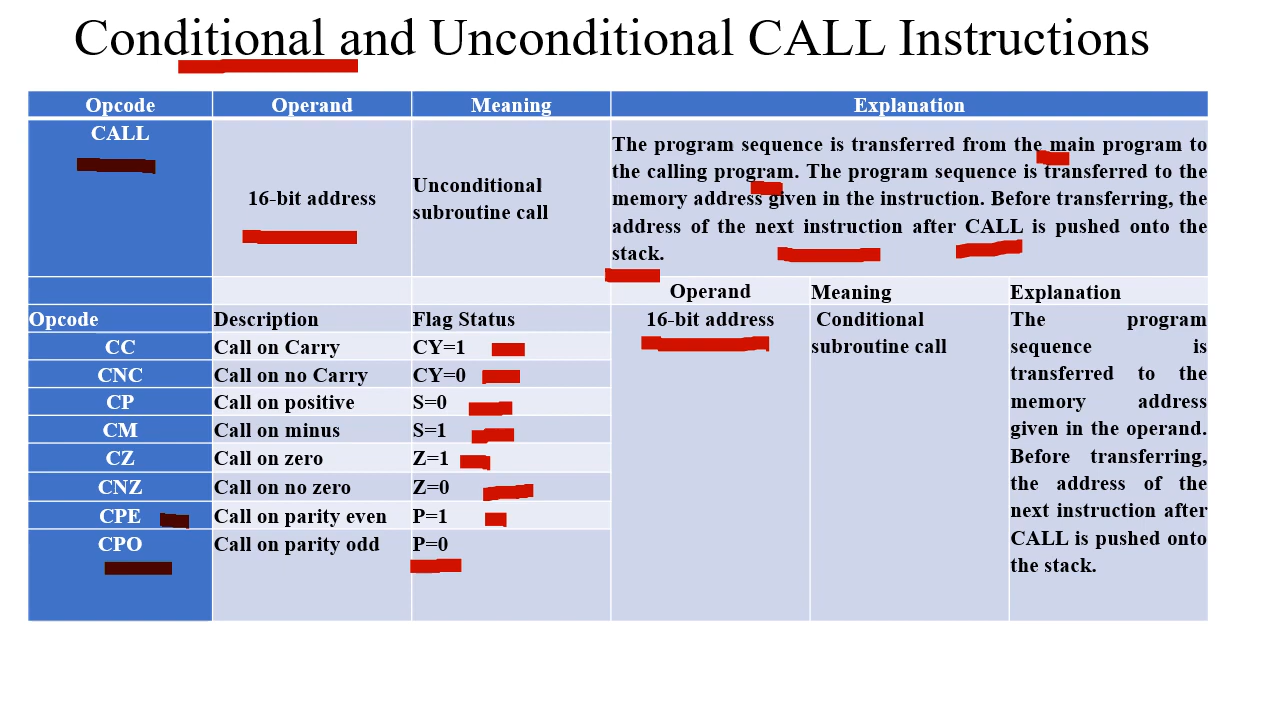 Conditional and Unconditional CALL Instructions
Opcode Operand Meaning Explanation
CALL
16-bit address
Unconditional
subroutine call
The program sequence is transferred from the main program to
the calling program. The program sequence is transferred to the
memory address given in the instruction. Before transferring, the
address of the next instruction after CALL is pushed onto the
stack.
Operand Meaning Explanation
Opcode Description Flag Status
CC Call on Carry CY=1
CNC Call on no Carry CY=0
CP Call on positive S=0
CM Call on minus S=1
CZ Call on zero Z=1
CNZ Call on no zero Z=0
CPE Call on parity even P=1
CPO Call on parity odd P=0
16-bit address
Conditional
subroutine call
The program
sequence is
transferred to the
memory address
given in the operand.
Before transferring,
the address of the
next instruction after
CALL is pushed onto
the stack.